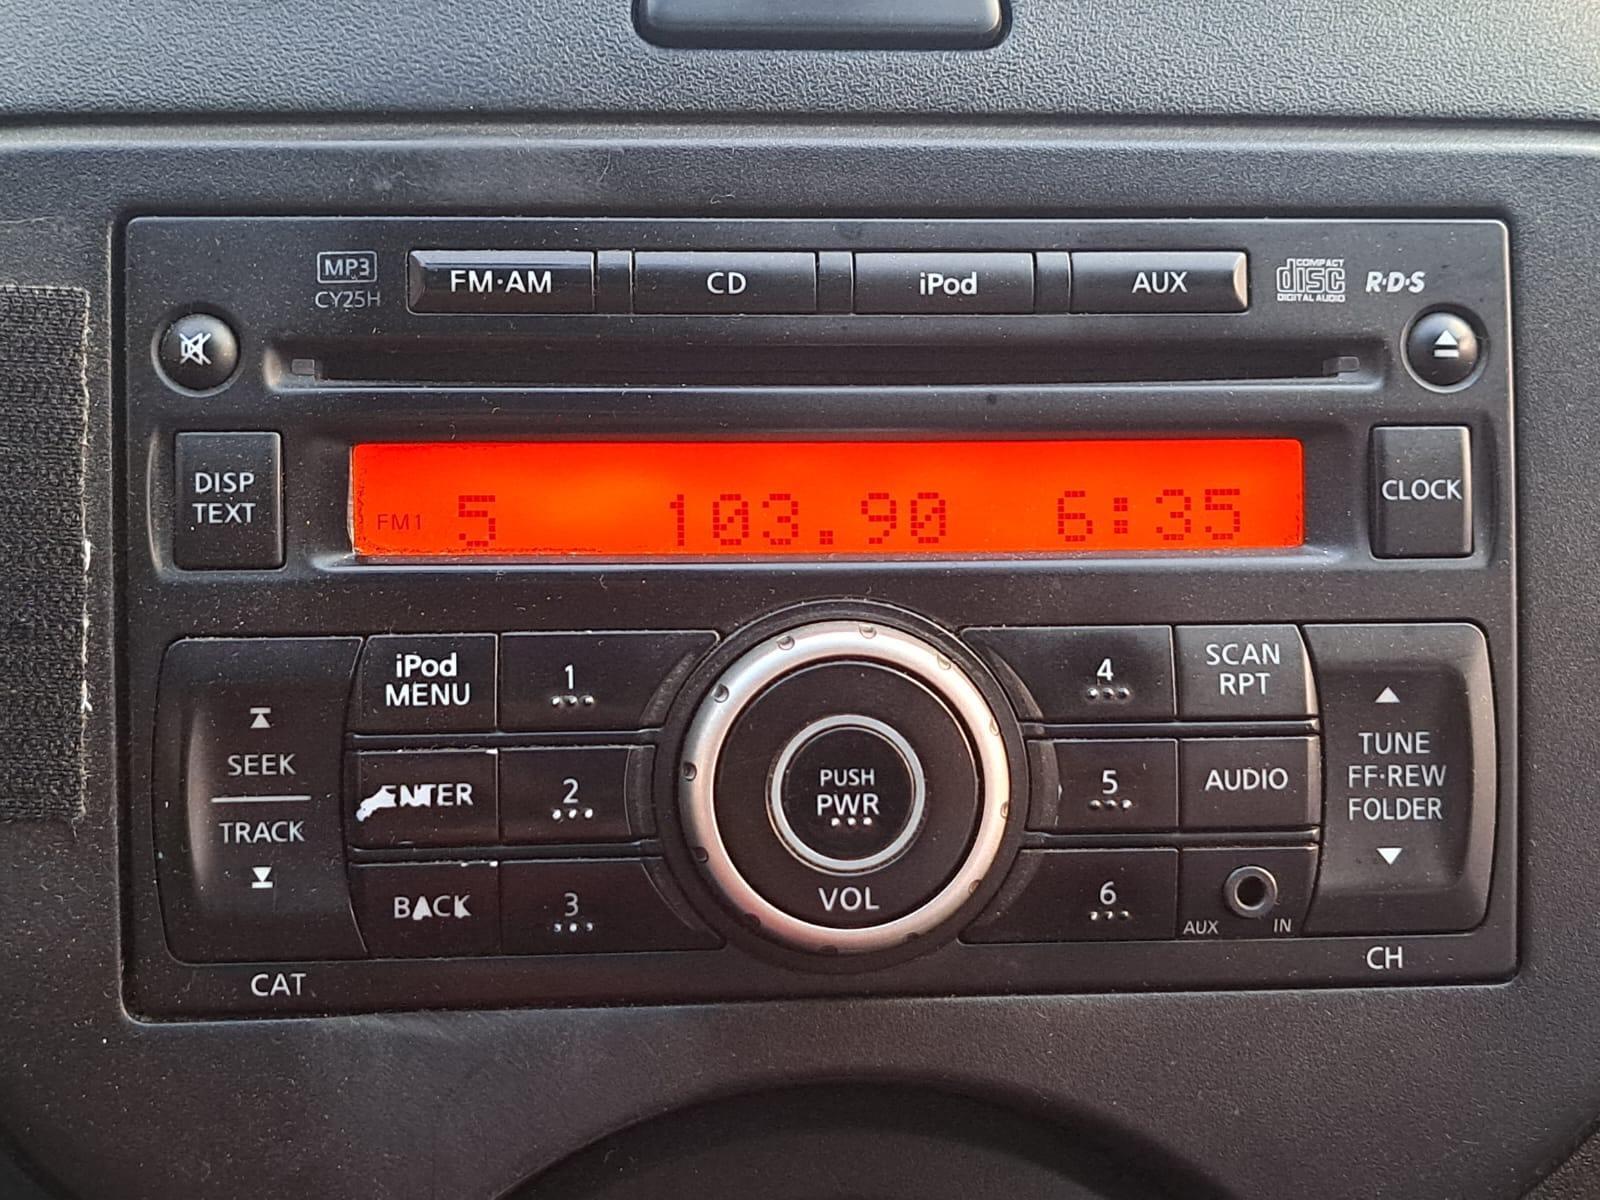 MP3
CY25H
FM·AM
CD
iPod
AUX
COMPACT
disc
DIGITAL AUDIO
R·D·S
DISP
TEXT
FM1 5 103.90 6:35
CLOCK
SEEK
TRACK
CAT
iPod
MENU
ENTER
BACK
1
2
3
PUSH
PWR
VOL
4
5
6
SCAN
RPT
AUDIO
AUX IN
TUNE
FF·REW
FOLDER
CH